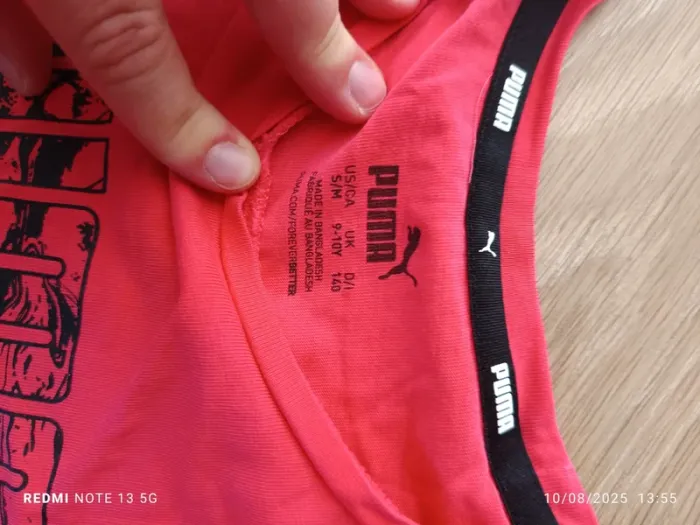 PUMA
US/CA UK D/I
S/M 9-10Y 140
MADE IN BANGLADESH
FABRIQUÉ AU BANGLADESH
PUMA.COM/FOREVERBETTER
PUMA
PUMA
REDMI NOTE 13 5G
10/08/2025 13:55